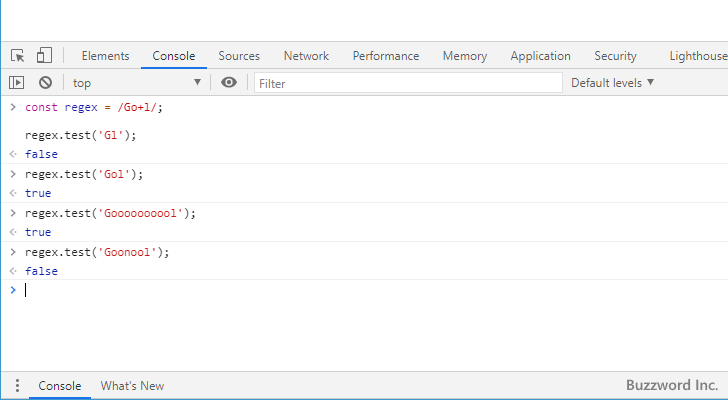 Elements Console Sources Network Performance Memory Application Security Lighthouse
top Filter Default levels
const regex = /Go+l/;
regex.test('Gl');
false
regex.test('Gol');
true
regex.test('Goooooooool');
true
regex.test('Goonool');
false
Console What's New Buzzword Inc.